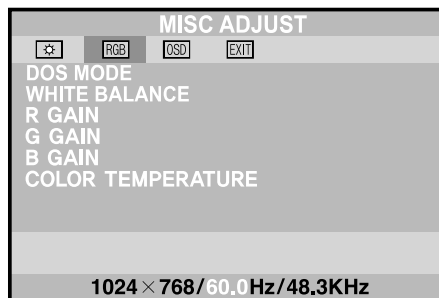 MISC ADJUST
RGB OSD EXIT
DOS MODE
WHITE BALANCE
R GAIN
G GAIN
B GAIN
COLOR TEMPERATURE
1024×768/60.0Hz/48.3KHz